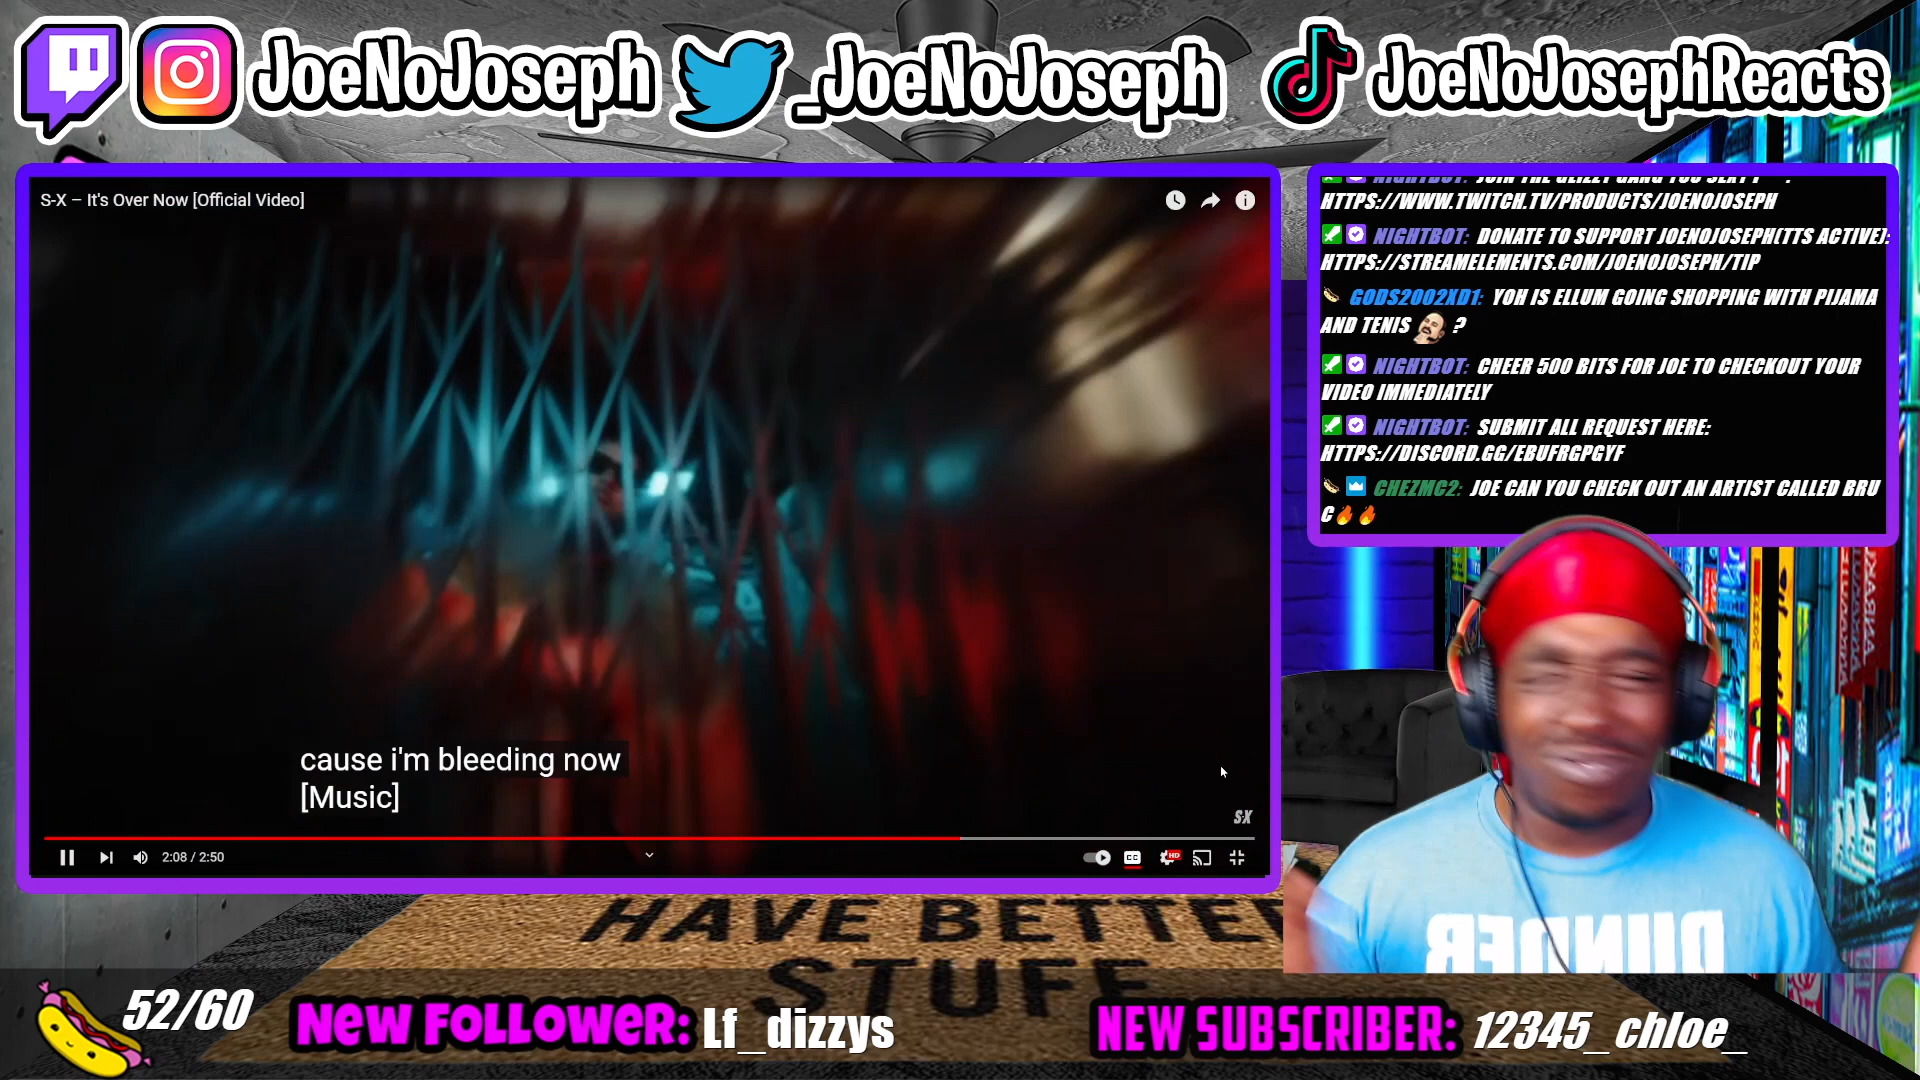 JoeNoJoseph
_JoeNoJoseph
JoeNoJosephReacts
S-X – It's Over Now [Official Video]
HTTPS://WWW.TWITCH.TV/PRODUCTS/JOENOJOSEPH
NIGHTBOT: DONATE TO SUPPORT JOENOJOSEPH(TTS ACTIVE):
HTTPS://STREAMELEMENTS.COM/JOENOJOSEPH/TIP
GODS2002XD1: YOH IS ELLUM GOING SHOPPING WITH PIJAMA
AND TENIS ?
NIGHTBOT: CHEER 500 BITS FOR JOE TO CHECKOUT YOUR
VIDEO IMMEDIATELY
NIGHTBOT: SUBMIT ALL REQUEST HERE:
HTTPS://DISCORD.GG/EBUFRGPGYF
CHEZMC2: JOE CAN YOU CHECK OUT AN ARTIST CALLED BRU
C🔥🔥
cause i'm bleeding now
[Music]
S-X
2:08 / 2:50
CC
HD
HAVE BETTE
STUFF
DUNDER
52/60
NEW FOLLOWER: Lf_dizzys
NEW SUBSCRIBER: 12345_chloe_